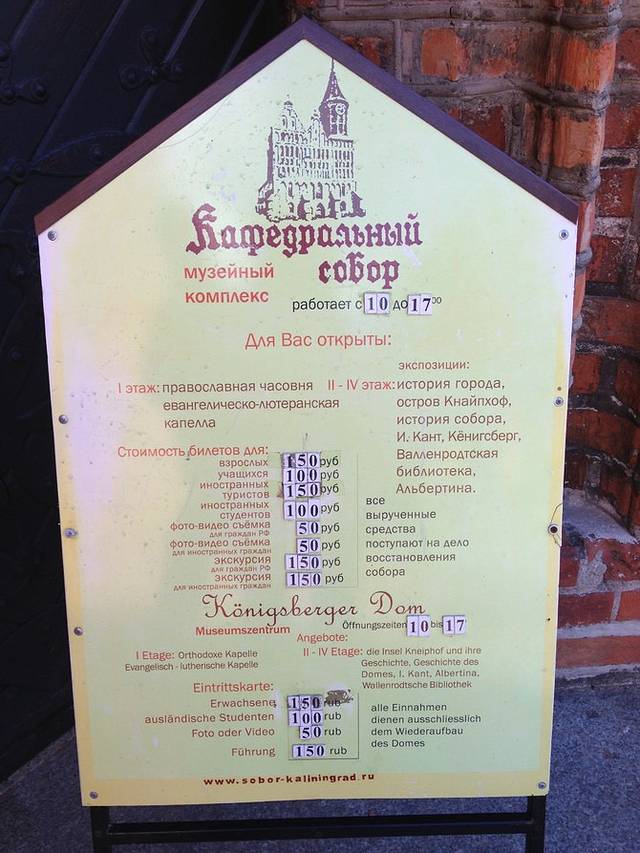 Кафедральный
собор
музейный
комплекс
работает с 10 до 17 00
Для Вас открыты:
I этаж: православная часовня
евангелическо-лютеранская
капелла
экспозиции:
II - IV этаж: история города,
остров Кнайпхоф,
история собора,
И. Кант, Кёнигсберг,
Валленродтская
библиотека,
Альбертина.
Стоимость билетов для:
взрослых 150 руб
учащихся 100 руб
иностранных
туристов 150 руб
иностранных
студентов 100 руб
фото-видео съёмка
для граждан РФ 50 руб
фото-видео съёмка
для иностранных граждан 50 руб
экскурсия
для граждан РФ 150 руб
экскурсия
для иностранных граждан 150 руб
все
вырученные
средства
поступают на дело
восстановления
собора
Königsberger Dom
Museumszentrum
Öffnungszeiten 10 bis 17
Angebote:
I Etage: Orthodoxe Kapelle
Evangelisch - lutherische Kapelle
II - IV Etage: die Insel Kneiphof und ihre
Geschichte, Geschichte des
Domes, I. Kant, Albertina,
Wallenrodtsche Bibliothek
Eintrittskarte:
Erwachsene 150 rub
ausländische Studenten 100 rub
Foto oder Video 50 rub
Führung 150 rub
alle Einnahmen
dienen ausschliesslich
dem Wiederaufbau
des Domes
www.sobor-kaliningrad.ru